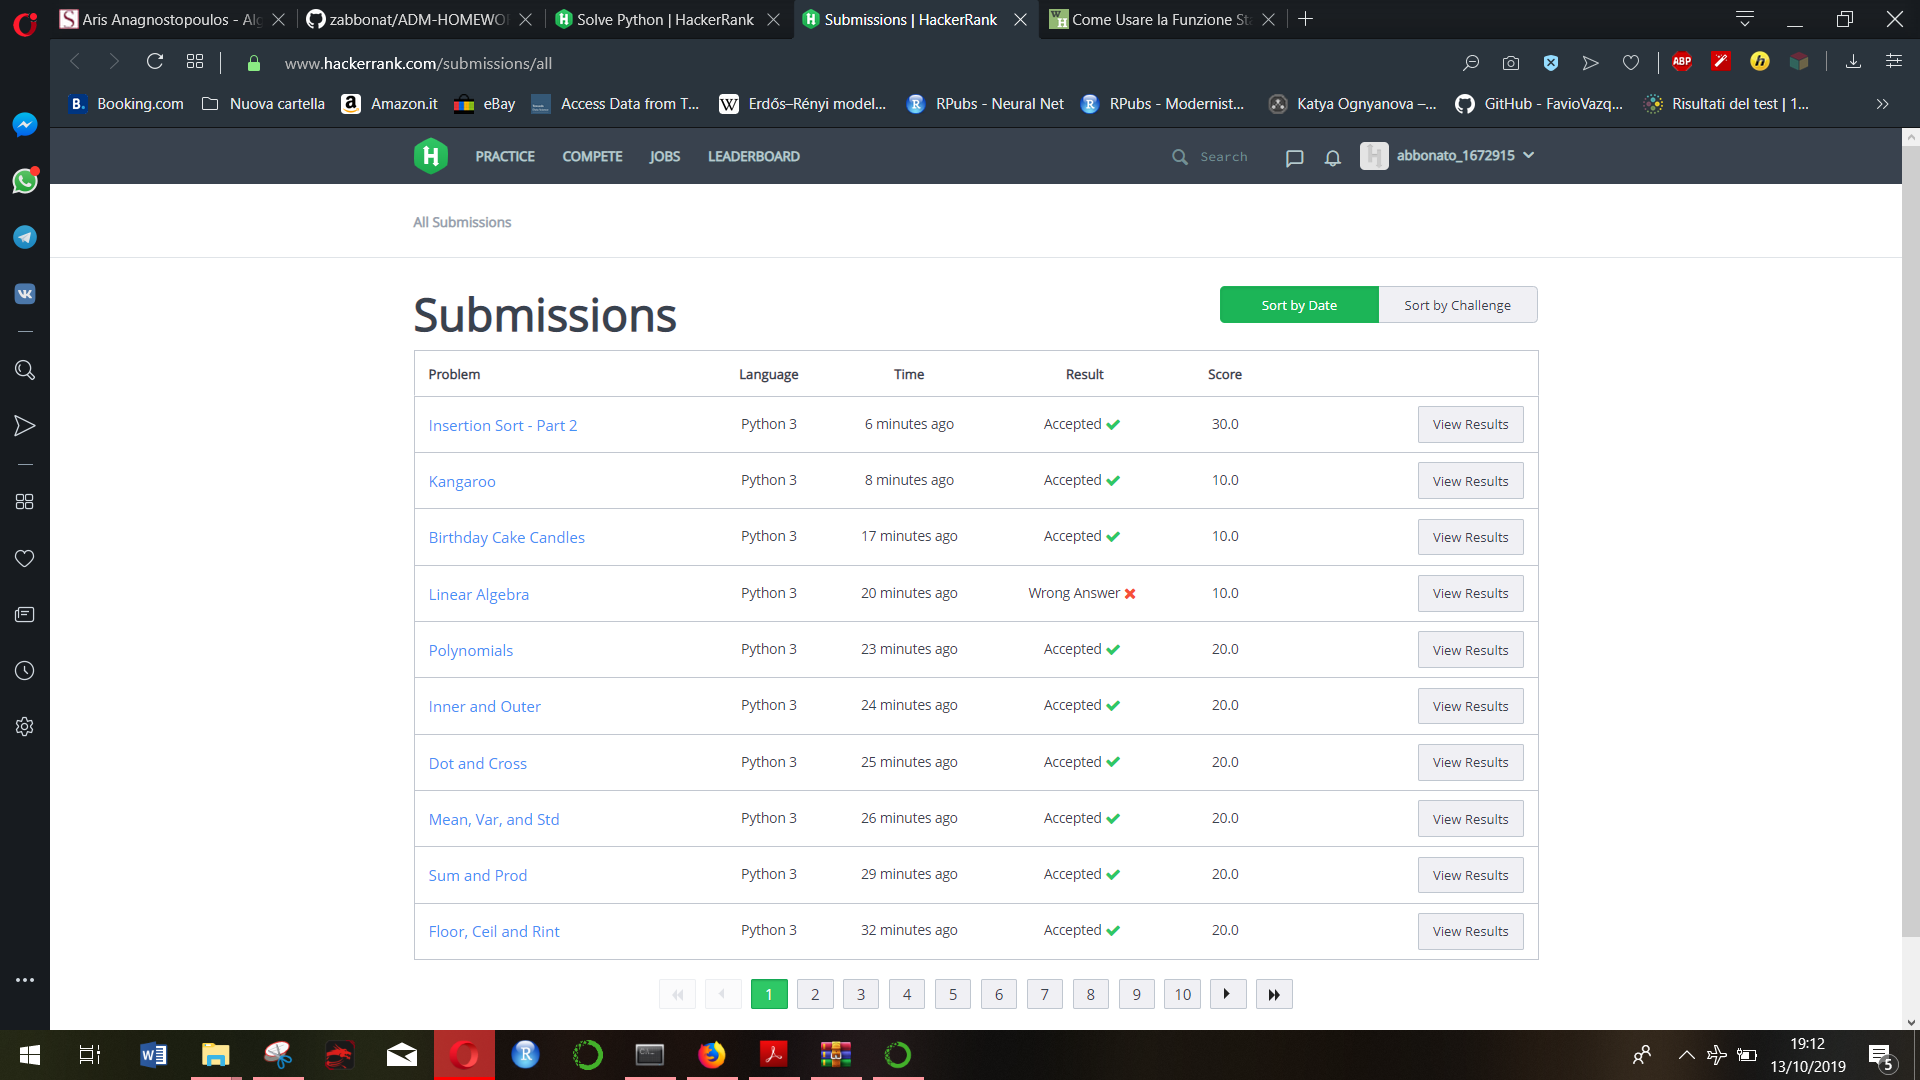 Aris Anagnostopoulos - Alg
zabbonat/ADM-HOMEWO
Solve Python | HackerRank
Submissions | HackerRank
Come Usare la Funzione Sta
www.hackerrank.com/submissions/all
ABP
Booking.com
Nuova cartella
Amazon.it
eBay
Access Data from T...
Erdős–Rényi model...
RPubs - Neural Net
RPubs - Modernist...
Katya Ognyanova –...
GitHub - FavioVazq...
Risultati del test | 1...
PRACTICE COMPETE JOBS LEADERBOARD
Search
abbonato_1672915
All Submissions
Submissions
Sort by Date Sort by Challenge
Problem Language Time Result Score
Insertion Sort - Part 2 Python 3 6 minutes ago Accepted 30.0 View Results
Kangaroo Python 3 8 minutes ago Accepted 10.0 View Results
Birthday Cake Candles Python 3 17 minutes ago Accepted 10.0 View Results
Linear Algebra Python 3 20 minutes ago Wrong Answer 10.0 View Results
Polynomials Python 3 23 minutes ago Accepted 20.0 View Results
Inner and Outer Python 3 24 minutes ago Accepted 20.0 View Results
Dot and Cross Python 3 25 minutes ago Accepted 20.0 View Results
Mean, Var, and Std Python 3 26 minutes ago Accepted 20.0 View Results
Sum and Prod Python 3 29 minutes ago Accepted 20.0 View Results
Floor, Ceil and Rint Python 3 32 minutes ago Accepted 20.0 View Results
1 2 3 4 5 6 7 8 9 10
19:12
13/10/2019
5